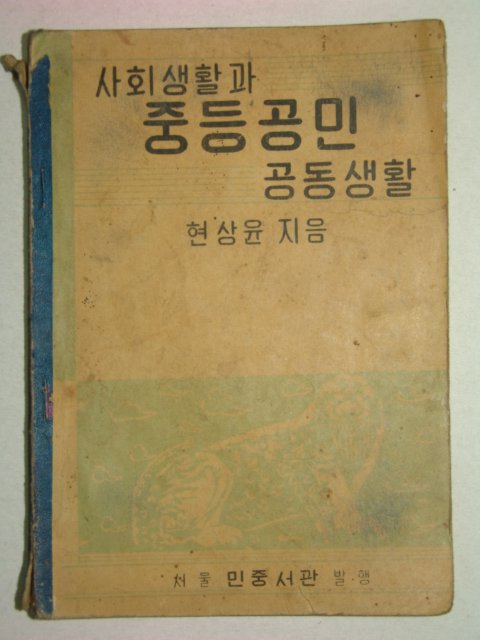 사회생활과
중등공민
공동생활
현상윤 지음
서울 민중서관 발행